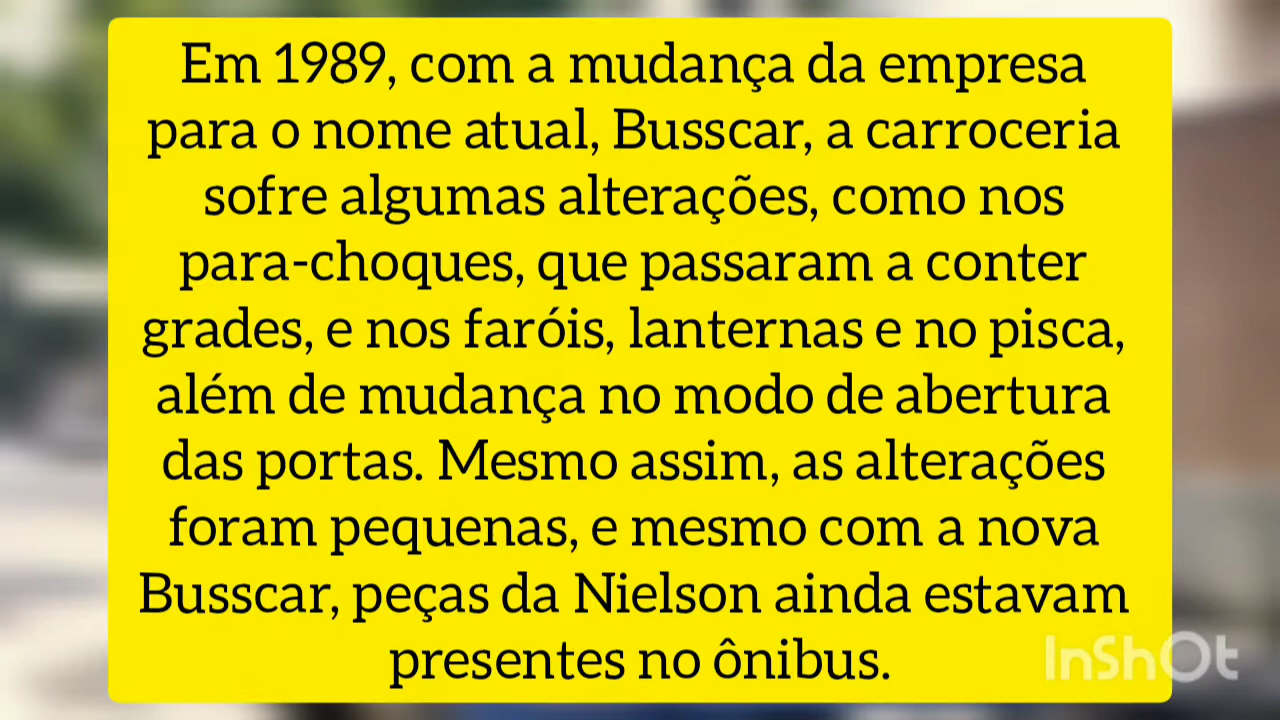 Em 1989, com a mudança da empresa
para o nome atual, Busscar, a carroceria
sofre algumas alterações, como nos
para-choques, que passaram a conter
grades, e nos faróis, lanternas e no pisca,
além de mudança no modo de abertura
das portas. Mesmo assim, as alterações
foram pequenas, e mesmo com a nova
Busscar, peças da Nielson ainda estavam
presentes no ônibus.
InShOt